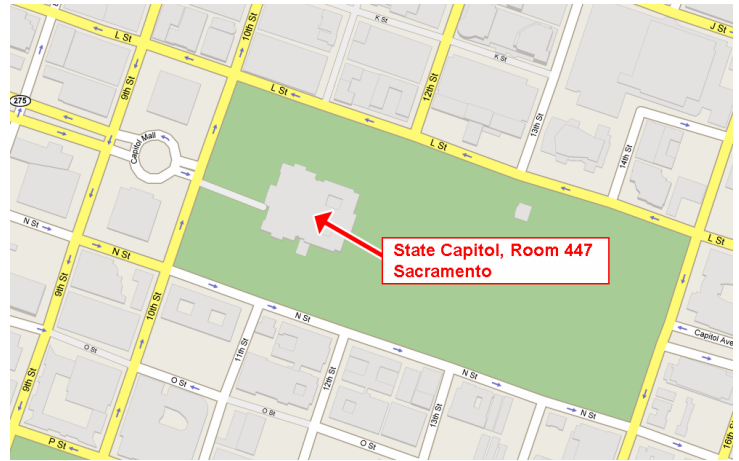 K St
J St
10th St
L St
K St
9th St
L St
12th St
275
13th St
Capitol Mall
L St
14th St
N St
L St
State Capitol, Room 447
Sacramento
N St
9th St
10th St
N St
Capitol Ave
O St
11th St
N St
9th St
O St
12th St
O St
13th St
N St
P St
O St
16th St